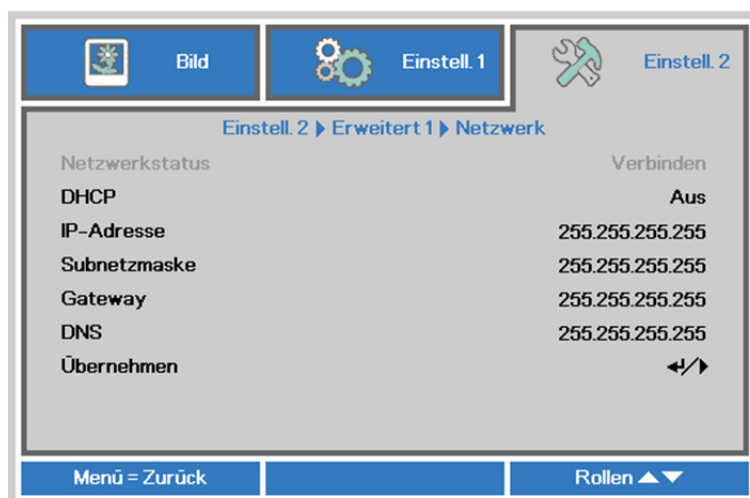 Bild
Einstell. 1
Einstell. 2
Einstell. 2 ▶ Erweitert 1 ▶ Netzwerk
Netzwerkstatus Verbinden
DHCP Aus
IP-Adresse 255.255.255.255
Subnetzmaske 255.255.255.255
Gateway 255.255.255.255
DNS 255.255.255.255
Übernehmen ↵/▶
Menü = Zurück
Rollen ▲▼